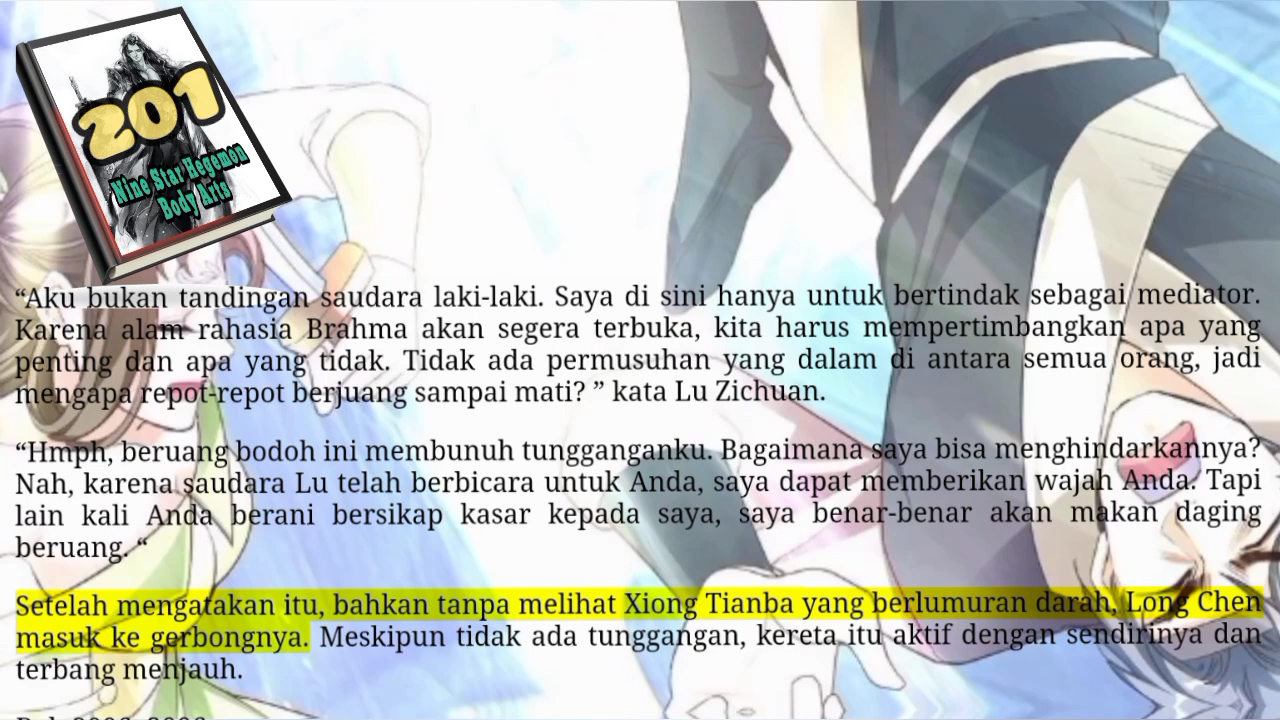 201
Nine Star Hegemon
Body Arts
“Aku bukan tandingan saudara laki-laki. Saya di sini hanya untuk bertindak sebagai mediator.
Karena alam rahasia Brahma akan segera terbuka, kita harus mempertimbangkan apa yang
penting dan apa yang tidak. Tidak ada permusuhan yang dalam di antara semua orang, jadi
mengapa repot-repot berjuang sampai mati? ” kata Lu Zichuan.
“Hmph, beruang bodoh ini membunuh tungganganku. Bagaimana saya bisa menghindarkannya?
Nah, karena saudara Lu telah berbicara untuk Anda, saya dapat memberikan wajah Anda. Tapi
lain kali Anda berani bersikap kasar kepada saya, saya benar-benar akan makan daging
beruang. “
Setelah mengatakan itu, bahkan tanpa melihat Xiong Tianba yang berlumuran darah, Long Chen
masuk ke gerbongnya. Meskipun tidak ada tunggangan, kereta itu aktif dengan sendirinya dan
terbang menjauh.